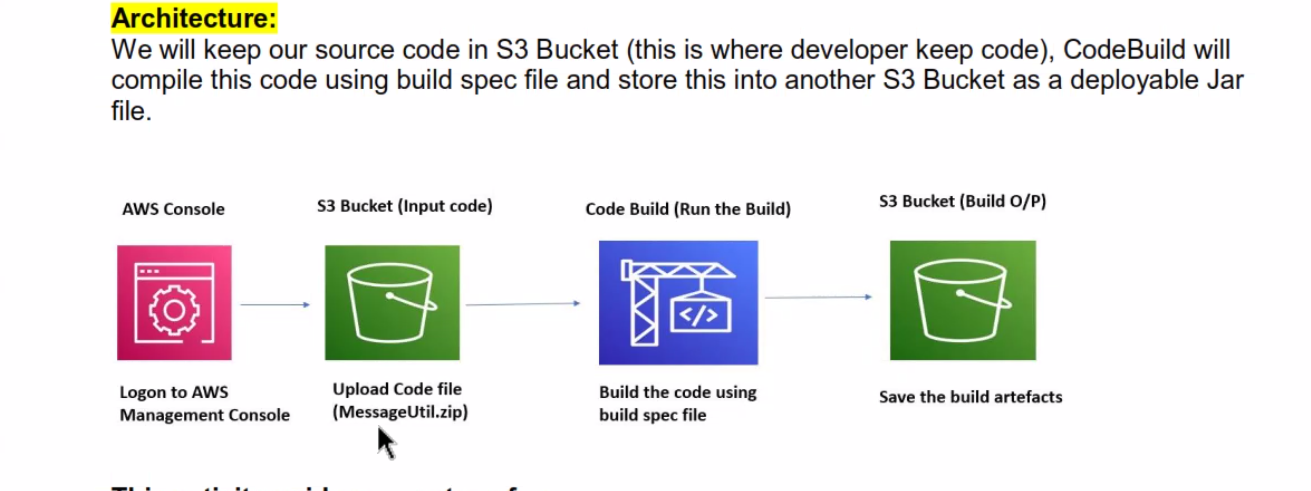 Architecture:
We will keep our source code in S3 Bucket (this is where developer keep code), CodeBuild will
compile this code using build spec file and store this into another S3 Bucket as a deployable Jar
file.
AWS Console
S3 Bucket (Input code)
Code Build (Run the Build)
S3 Bucket (Build O/P)
</>
Logon to AWS
Management Console
Upload Code file
(MessageUtil.zip)
Build the code using
build spec file
Save the build artefacts